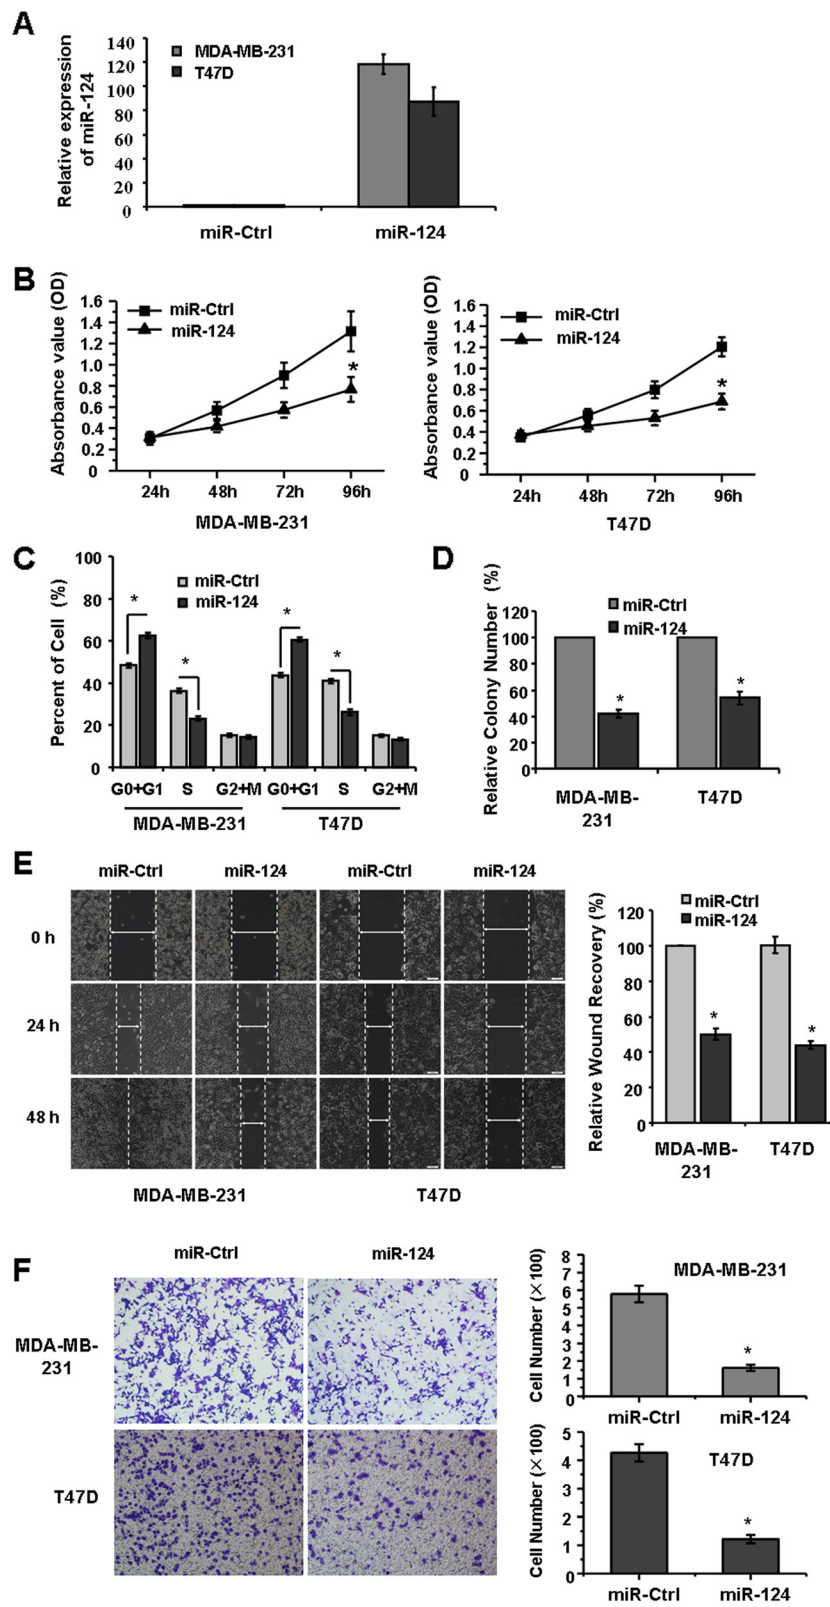 A
Relative expression
of miR-124
140
120
100
80
60
40
20
0
MDA-MB-231
T47D
miR-Ctrl
miR-124
B
Absorbance value (OD)
1.6
1.4
1.2
1.0
0.8
0.6
0.4
0.2
0
miR-Ctrl
miR-124
*
24h
48h
72h
96h
MDA-MB-231
Absorbance value (OD)
1.6
1.4
1.2
1.0
0.8
0.6
0.4
0.2
0
miR-Ctrl
miR-124
*
24h
48h
72h
96h
T47D
C
Percent of Cell (%)
100
80
60
40
20
0
miR-Ctrl
miR-124
*
*
*
*
G0+G1
S
G2+M
G0+G1
S
G2+M
MDA-MB-231
T47D
D
Relative Colony Number (%)
120
100
80
60
40
20
0
miR-Ctrl
miR-124
*
*
MDA-MB-
231
T47D
E
miR-Ctrl
miR-124
miR-Ctrl
miR-124
0 h
24 h
48 h
MDA-MB-231
T47D
Relative Wound Recovery (%)
120
100
80
60
40
20
0
miR-Ctrl
miR-124
*
*
MDA-MB-
231
T47D
F
miR-Ctrl
miR-124
MDA-MB-
231
T47D
Cell Number (×100)
8
7
6
5
4
3
2
1
0
MDA-MB-231
*
miR-Ctrl
miR-124
Cell Number (×100)
5
4
3
2
1
0
T47D
*
miR-Ctrl
miR-124